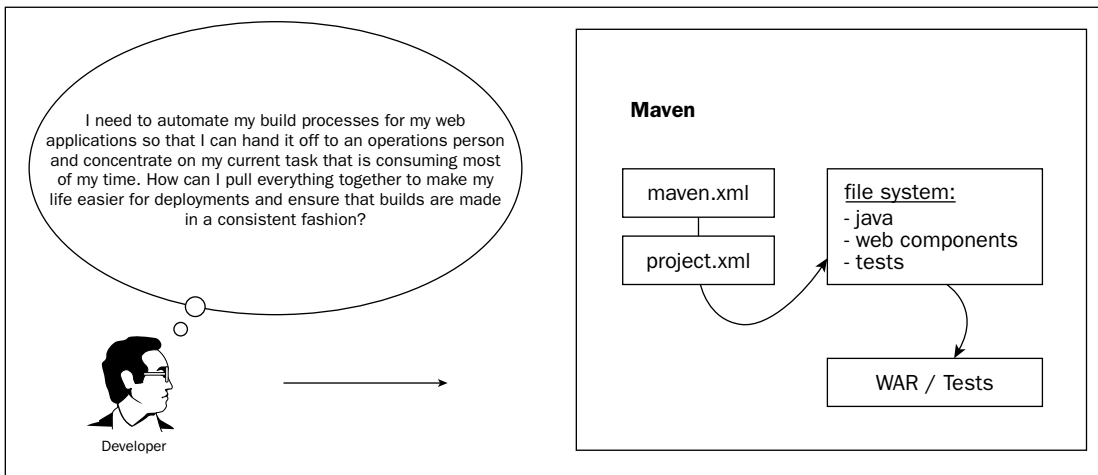 I need to automate my build processes for my web
applications so that I can hand it off to an operations person
and concentrate on my current task that is consuming most
of my time. How can I pull everything together to make my
life easier for deployments and ensure that builds are made
in a consistent fashion?
Developer
Maven
maven.xml
project.xml
file system:
- java
- web components
- tests
WAR / Tests